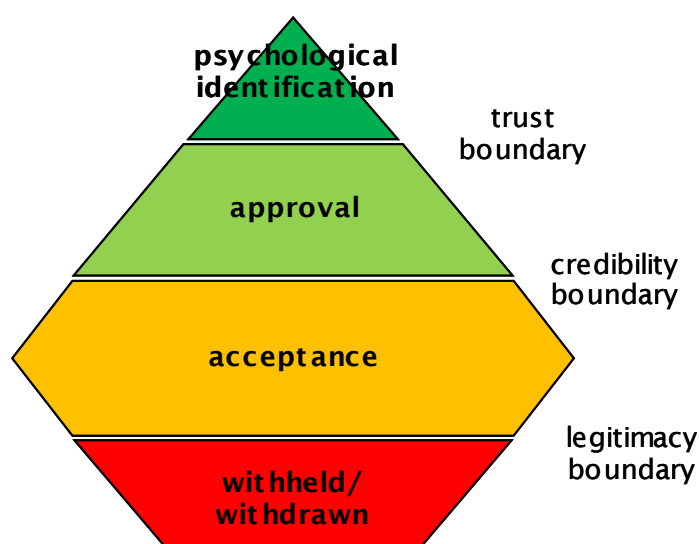 psychological
identification
trust
boundary
approval
credibility
boundary
acceptance
legitimacy
boundary
withheld/
withdrawn